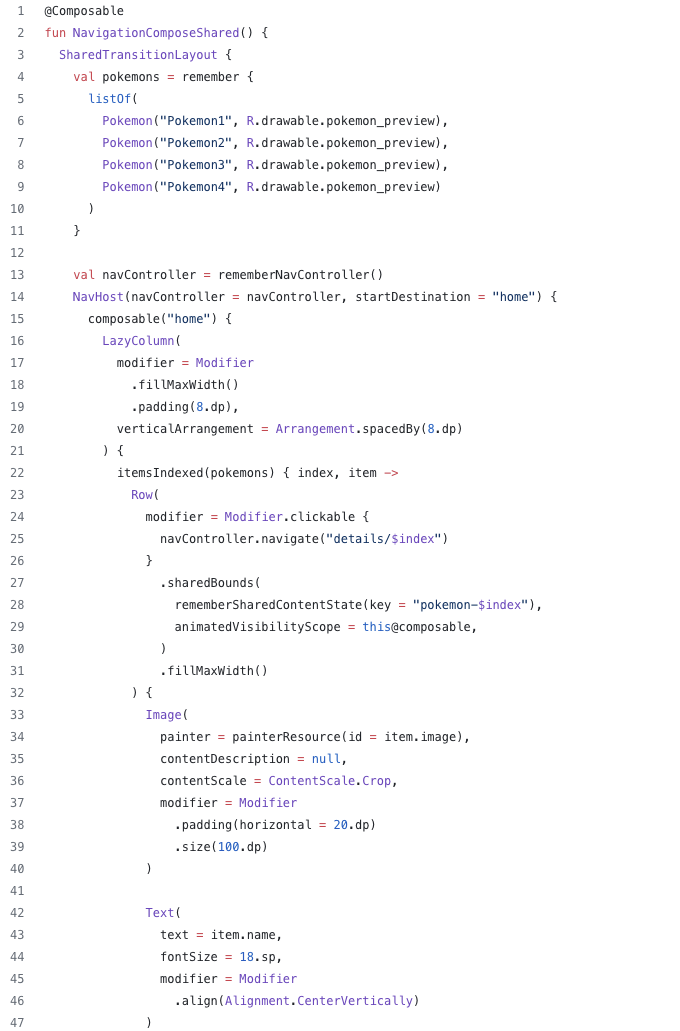 1 @Composable
2 fun NavigationComposeShared() {
3   SharedTransitionLayout {
4     val pokemons = remember {
5       listOf(
6         Pokemon("Pokemon1", R.drawable.pokemon_preview),
7         Pokemon("Pokemon2", R.drawable.pokemon_preview),
8         Pokemon("Pokemon3", R.drawable.pokemon_preview),
9         Pokemon("Pokemon4", R.drawable.pokemon_preview)
10       )
11     }
12
13     val navController = rememberNavController()
14     NavHost(navController = navController, startDestination = "home") {
15       composable("home") {
16         LazyColumn(
17           modifier = Modifier
18             .fillMaxWidth()
19             .padding(8.dp),
20           verticalArrangement = Arrangement.spacedBy(8.dp)
21         ) {
22           itemsIndexed(pokemons) { index, item ->
23             Row(
24               modifier = Modifier.clickable {
25                 navController.navigate("details/$index")
26               }
27                 .sharedBounds(
28                   rememberSharedContentState(key = "pokemon-$index"),
29                   animatedVisibilityScope = this@composable,
30                 )
31                 .fillMaxWidth()
32             ) {
33               Image(
34                 painter = painterResource(id = item.image),
35                 contentDescription = null,
36                 contentScale = ContentScale.Crop,
37                 modifier = Modifier
38                   .padding(horizontal = 20.dp)
39                   .size(100.dp)
40               )
41
42               Text(
43                 text = item.name,
44                 fontSize = 18.sp,
45                 modifier = Modifier
46                   .align(Alignment.CenterVertically)
47               )